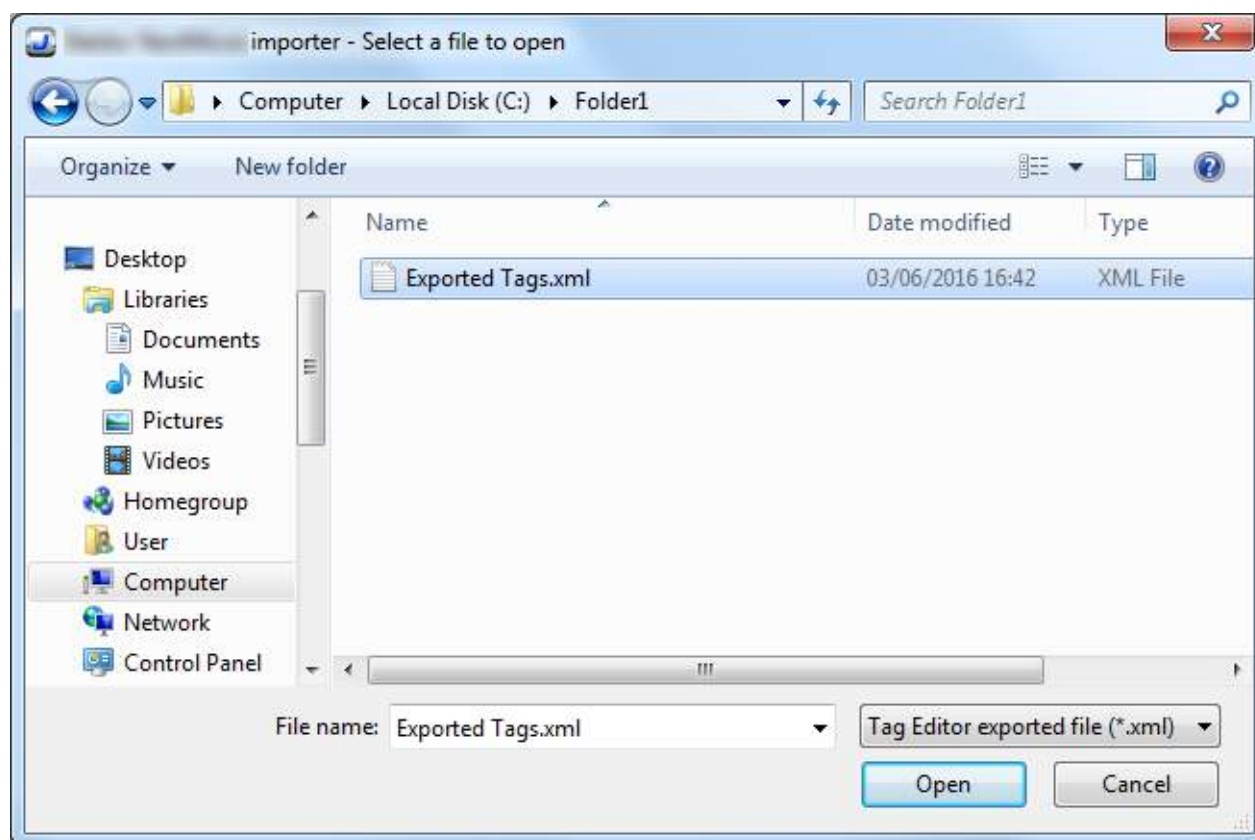 importer - Select a file to open
Computer Local Disk (C:) Folder1 Search Folder1
Organize New folder
Name Date modified Type
Desktop
Exported Tags.xml 03/06/2016 16:42 XML File
Libraries
Documents
Music
Pictures
Videos
Homegroup
User
Computer
Network
Control Panel
File name: Exported Tags.xml Tag Editor exported file (*.xml)
Open Cancel